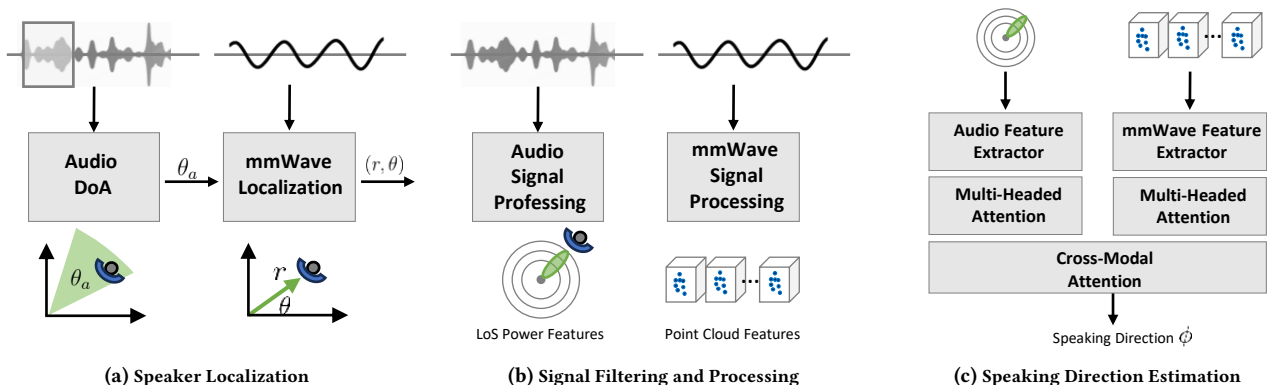 Audio
DoA
θ_a
mmWave
Localization
(r, θ)
θ_a
r
θ
(a) Speaker Localization
Audio
Signal
Professing
mmWave
Signal
Processing
LoS Power Features
Point Cloud Features
(b) Signal Filtering and Processing
Audio Feature
Extractor
mmWave Feature
Extractor
Multi-Headed
Attention
Multi-Headed
Attention
Cross-Modal
Attention
Speaking Direction ϕ
(c) Speaking Direction Estimation